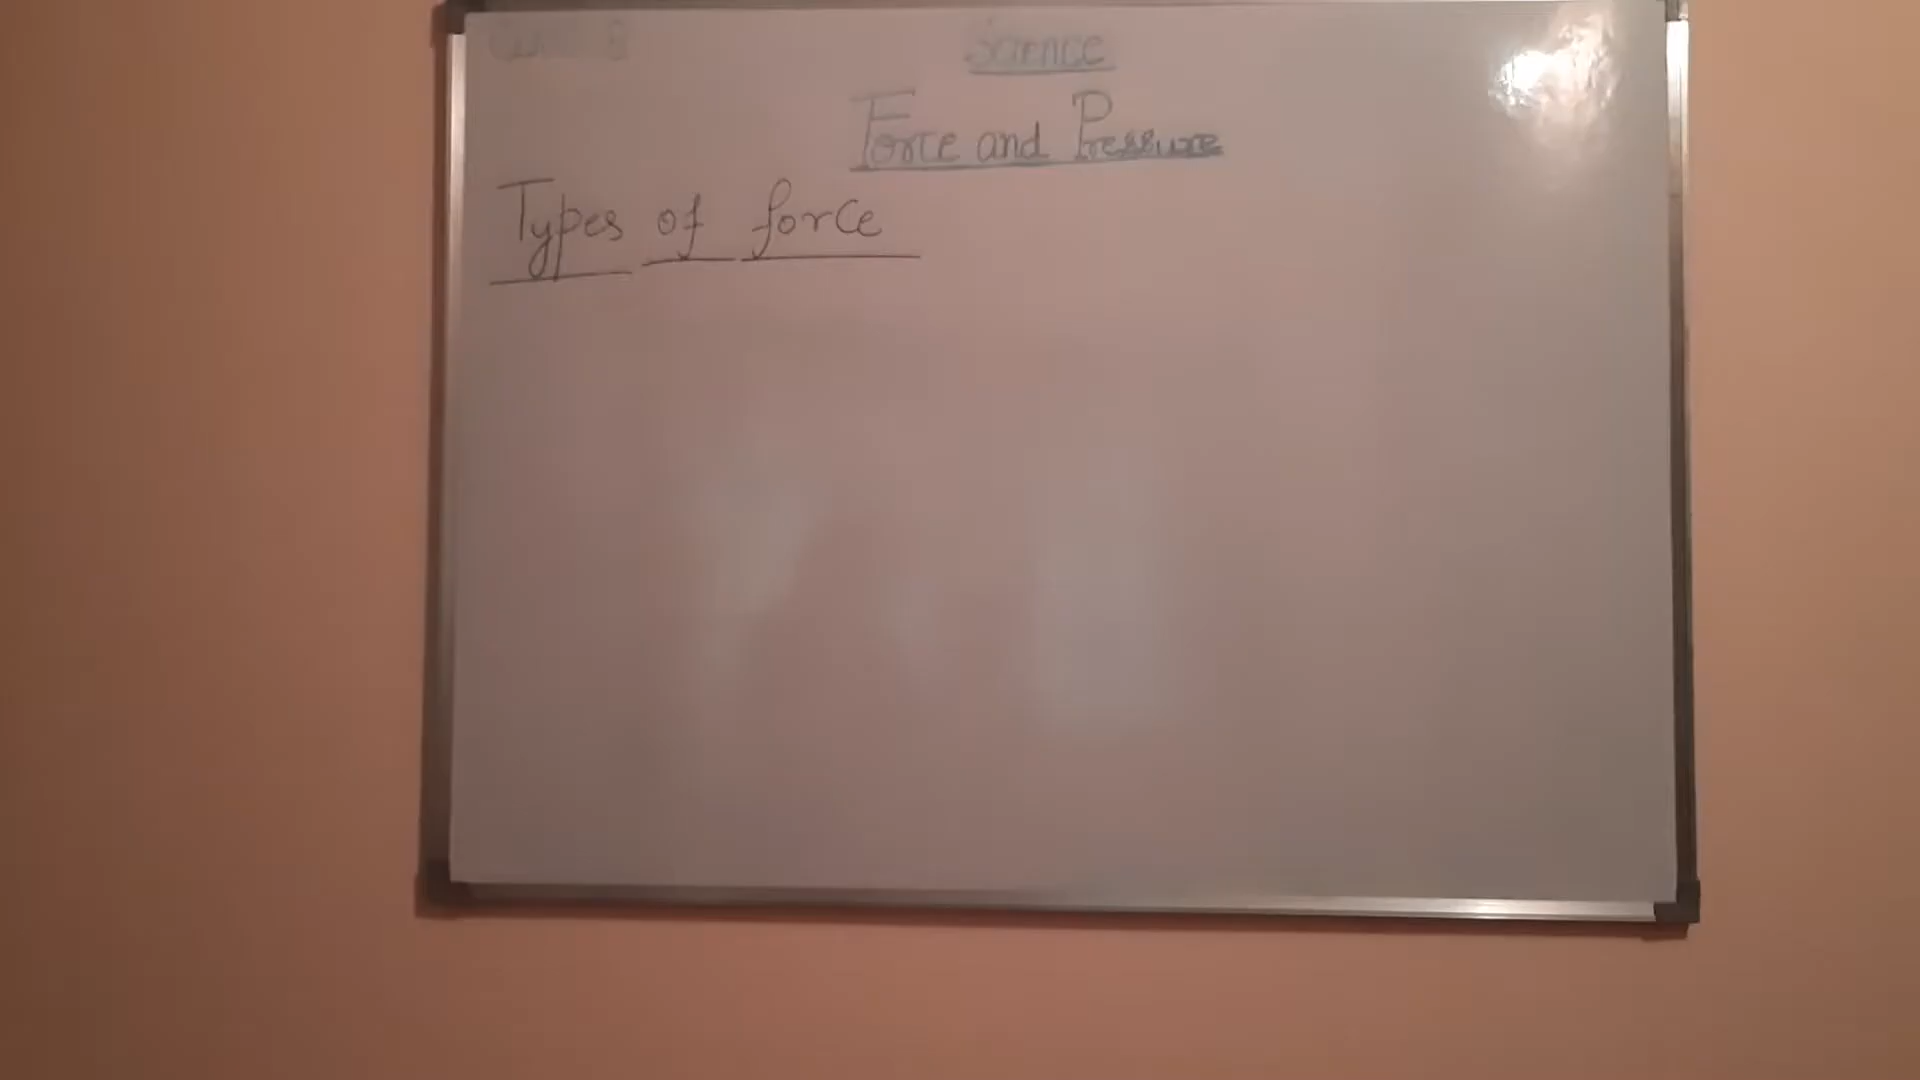 Science
Force and Pressure
Types of force